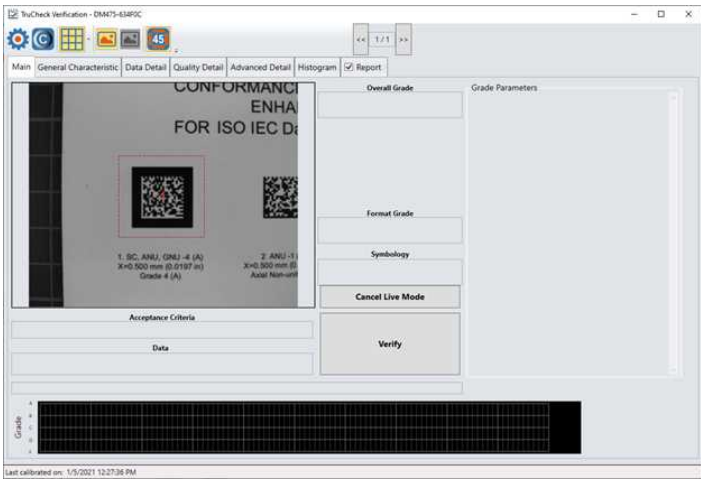 TruCheck Verification - DM475-634F0C
45
<< 1/1 >>
Main General Characteristic Data Detail Quality Detail Advanced Detail Histogram Report
CONFORMANC
ENHA
FOR ISO IEC Da
1. SC, ANU, GNU -4 (A)
X=0.500 mm (0.0197 in)
Grade 4 (A)
2 ANU -1
X=0.500 mm (0
Axial Non-unif
Overall Grade
Grade Parameters
Format Grade
Symbology
Cancel Live Mode
Verify
Acceptance Criteria
Data
Grade
A
B
C
D
F
Last calibrated on: 1/5/2021 12:27:36 PM